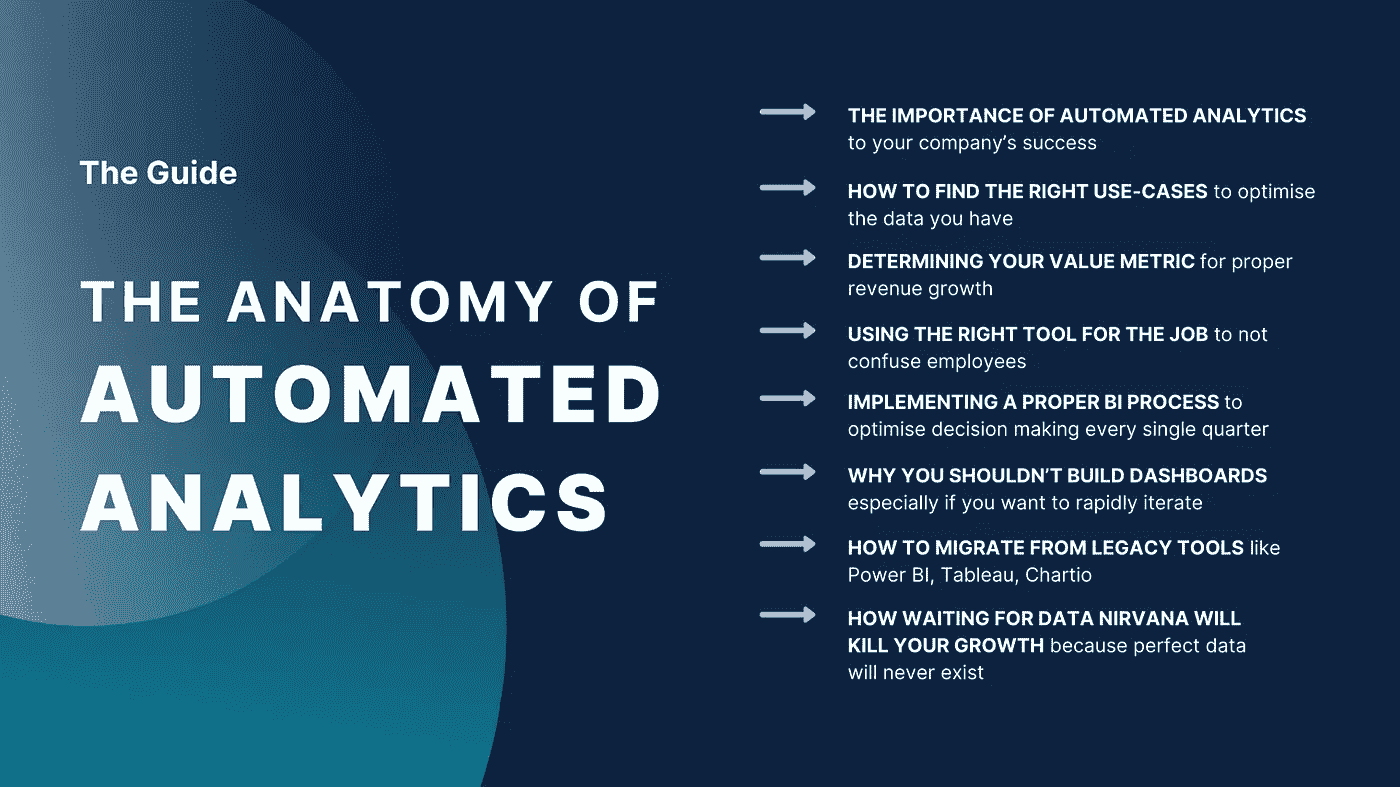 The Guide
THE ANATOMY OF
AUTOMATED
ANALYTICS
THE IMPORTANCE OF AUTOMATED ANALYTICS
to your company’s success
HOW TO FIND THE RIGHT USE-CASES to optimise
the data you have
DETERMINING YOUR VALUE METRIC for proper
revenue growth
USING THE RIGHT TOOL FOR THE JOB to not
confuse employees
IMPLEMENTING A PROPER BI PROCESS to
optimise decision making every single quarter
WHY YOU SHOULDN’T BUILD DASHBOARDS
especially if you want to rapidly iterate
HOW TO MIGRATE FROM LEGACY TOOLS like
Power BI, Tableau, Chartio
HOW WAITING FOR DATA NIRVANA WILL
KILL YOUR GROWTH because perfect data
will never exist